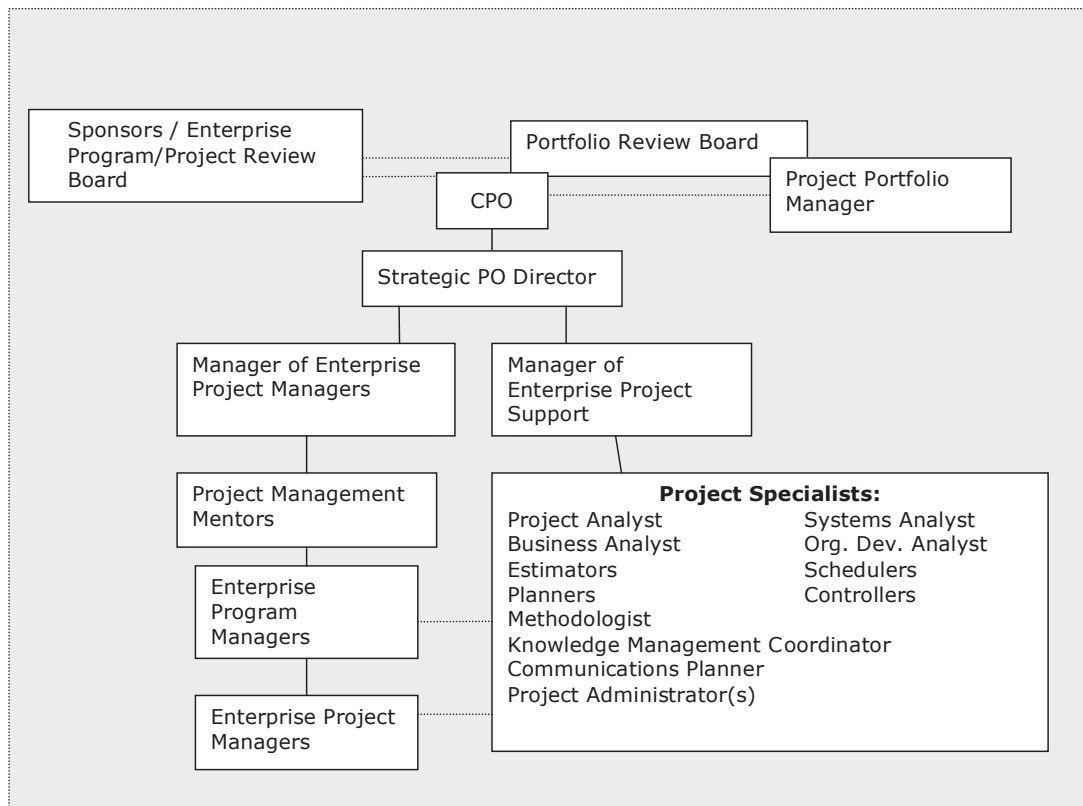 Sponsors / Enterprise
Program/Project Review
Board
Portfolio Review Board
Project Portfolio
Manager
CPO
Strategic PO Director
Manager of Enterprise
Project Managers
Manager of
Enterprise Project
Support
Project Management
Mentors
Enterprise
Program
Managers
Enterprise Project
Managers
Project Specialists:
Project Analyst Systems Analyst
Business Analyst Org. Dev. Analyst
Estimators Schedulers
Planners Controllers
Methodologist
Knowledge Management Coordinator
Communications Planner
Project Administrator(s)